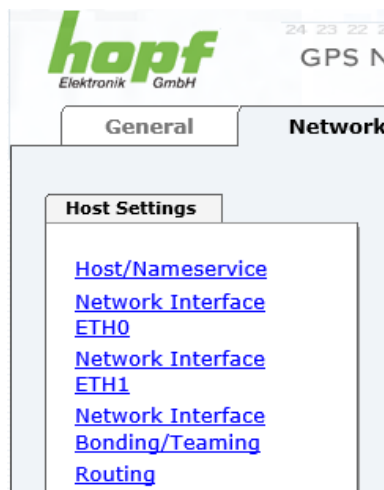 hopf
Elektronik GmbH
24 23 22
GPS
General
Network
Host Settings
Host/Nameservice
Network Interface
ETH0
Network Interface
ETH1
Network Interface
Bonding/Teaming
Routing